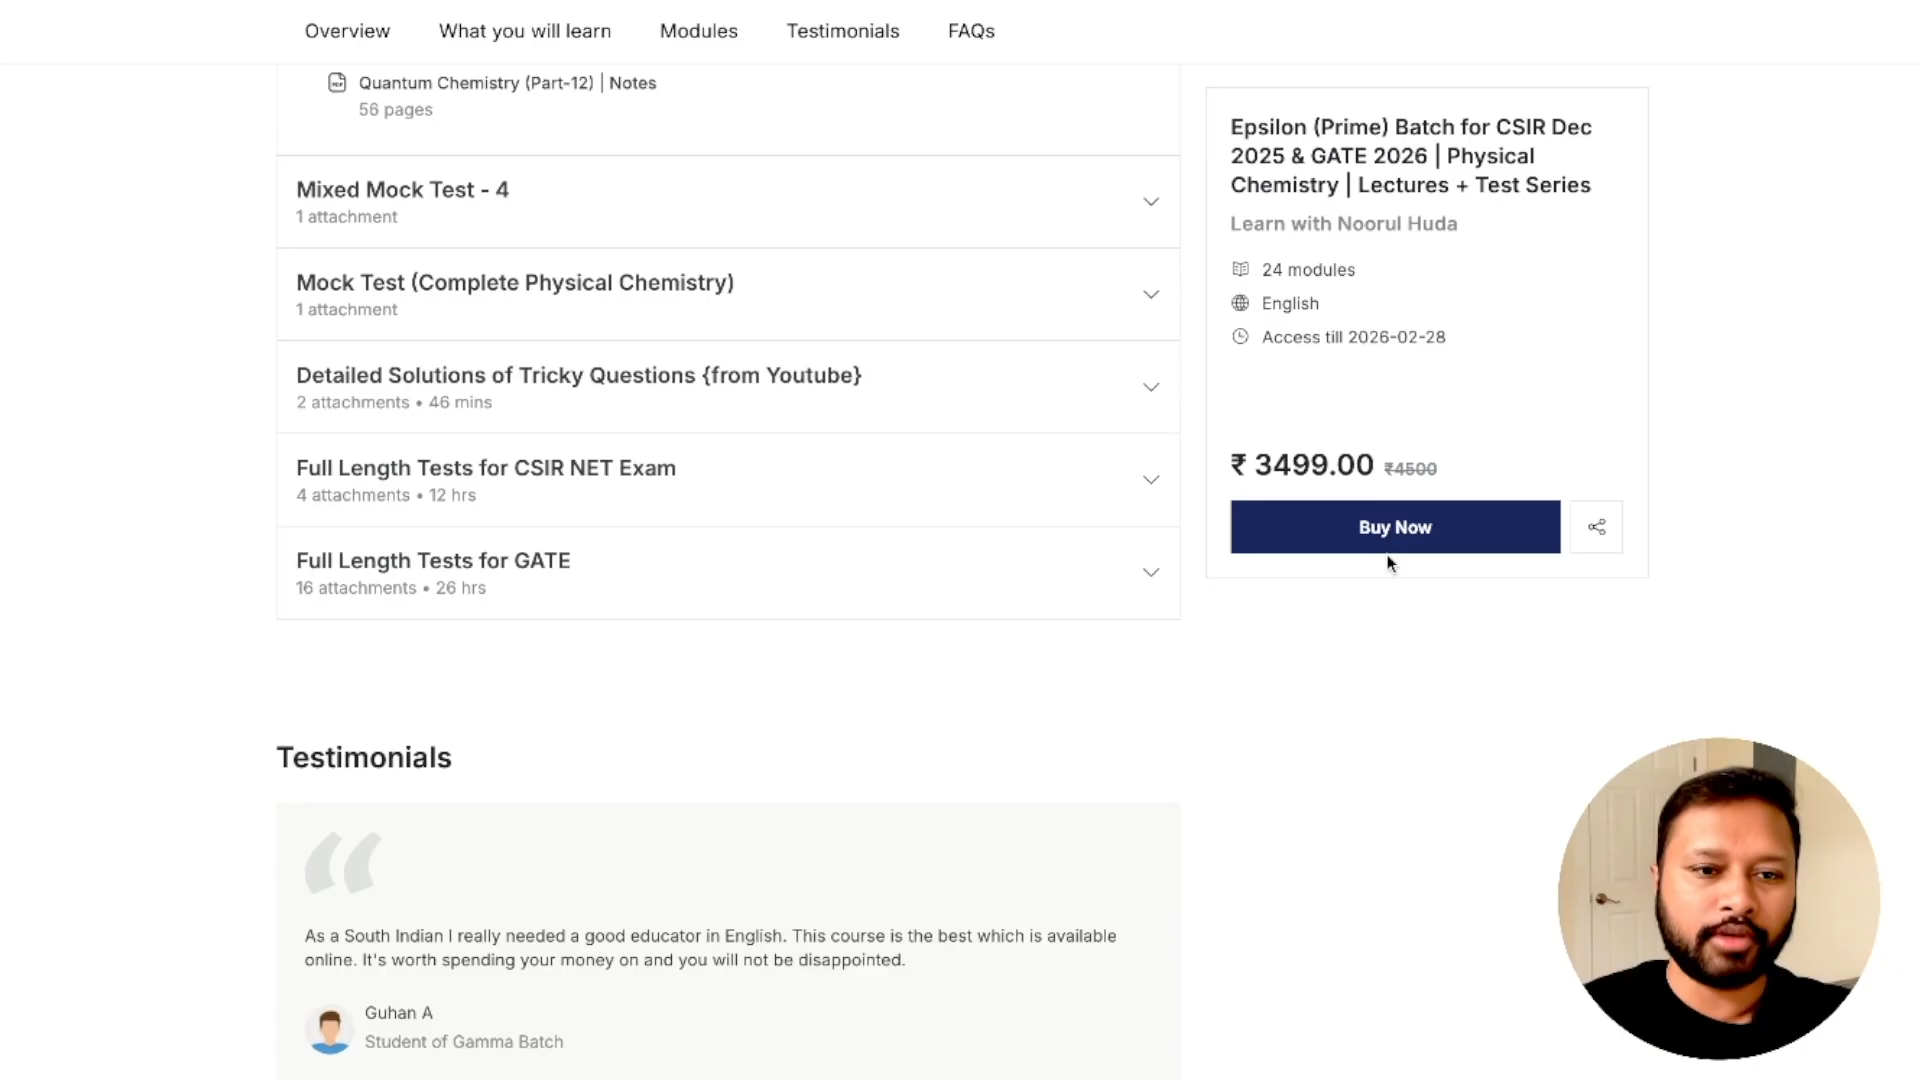 Overview
What you will learn
Modules
Testimonials
FAQs
Quantum Chemistry (Part-12) | Notes
56 pages
Mixed Mock Test - 4
1 attachment
Mock Test (Complete Physical Chemistry)
1 attachment
Detailed Solutions of Tricky Questions {from Youtube}
2 attachments • 46 mins
Full Length Tests for CSIR NET Exam
4 attachments • 12 hrs
Full Length Tests for GATE
16 attachments • 26 hrs
Epsilon (Prime) Batch for CSIR Dec
2025 & GATE 2026 | Physical
Chemistry | Lectures + Test Series
Learn with Noorul Huda
24 modules
English
Access till 2026-02-28
₹ 3499.00 ₹4500
Buy Now
Testimonials
As a South Indian I really needed a good educator in English. This course is the best which is available
online. It's worth spending your money on and you will not be disappointed.
Guhan A
Student of Gamma Batch